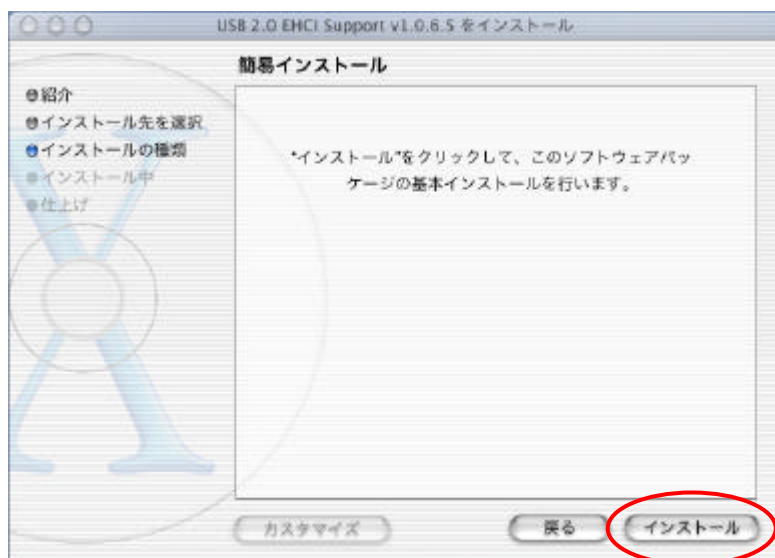 USB 2.0 EHCI Support v1.0.6.5 をインストール
簡易インストール
紹介
インストール先を選択
インストールの種類
インストール中
仕上げ
"インストール"をクリックして、このソフトウェアパッ
ケージの基本インストールを行います。
カスタマイズ
戻る
インストール